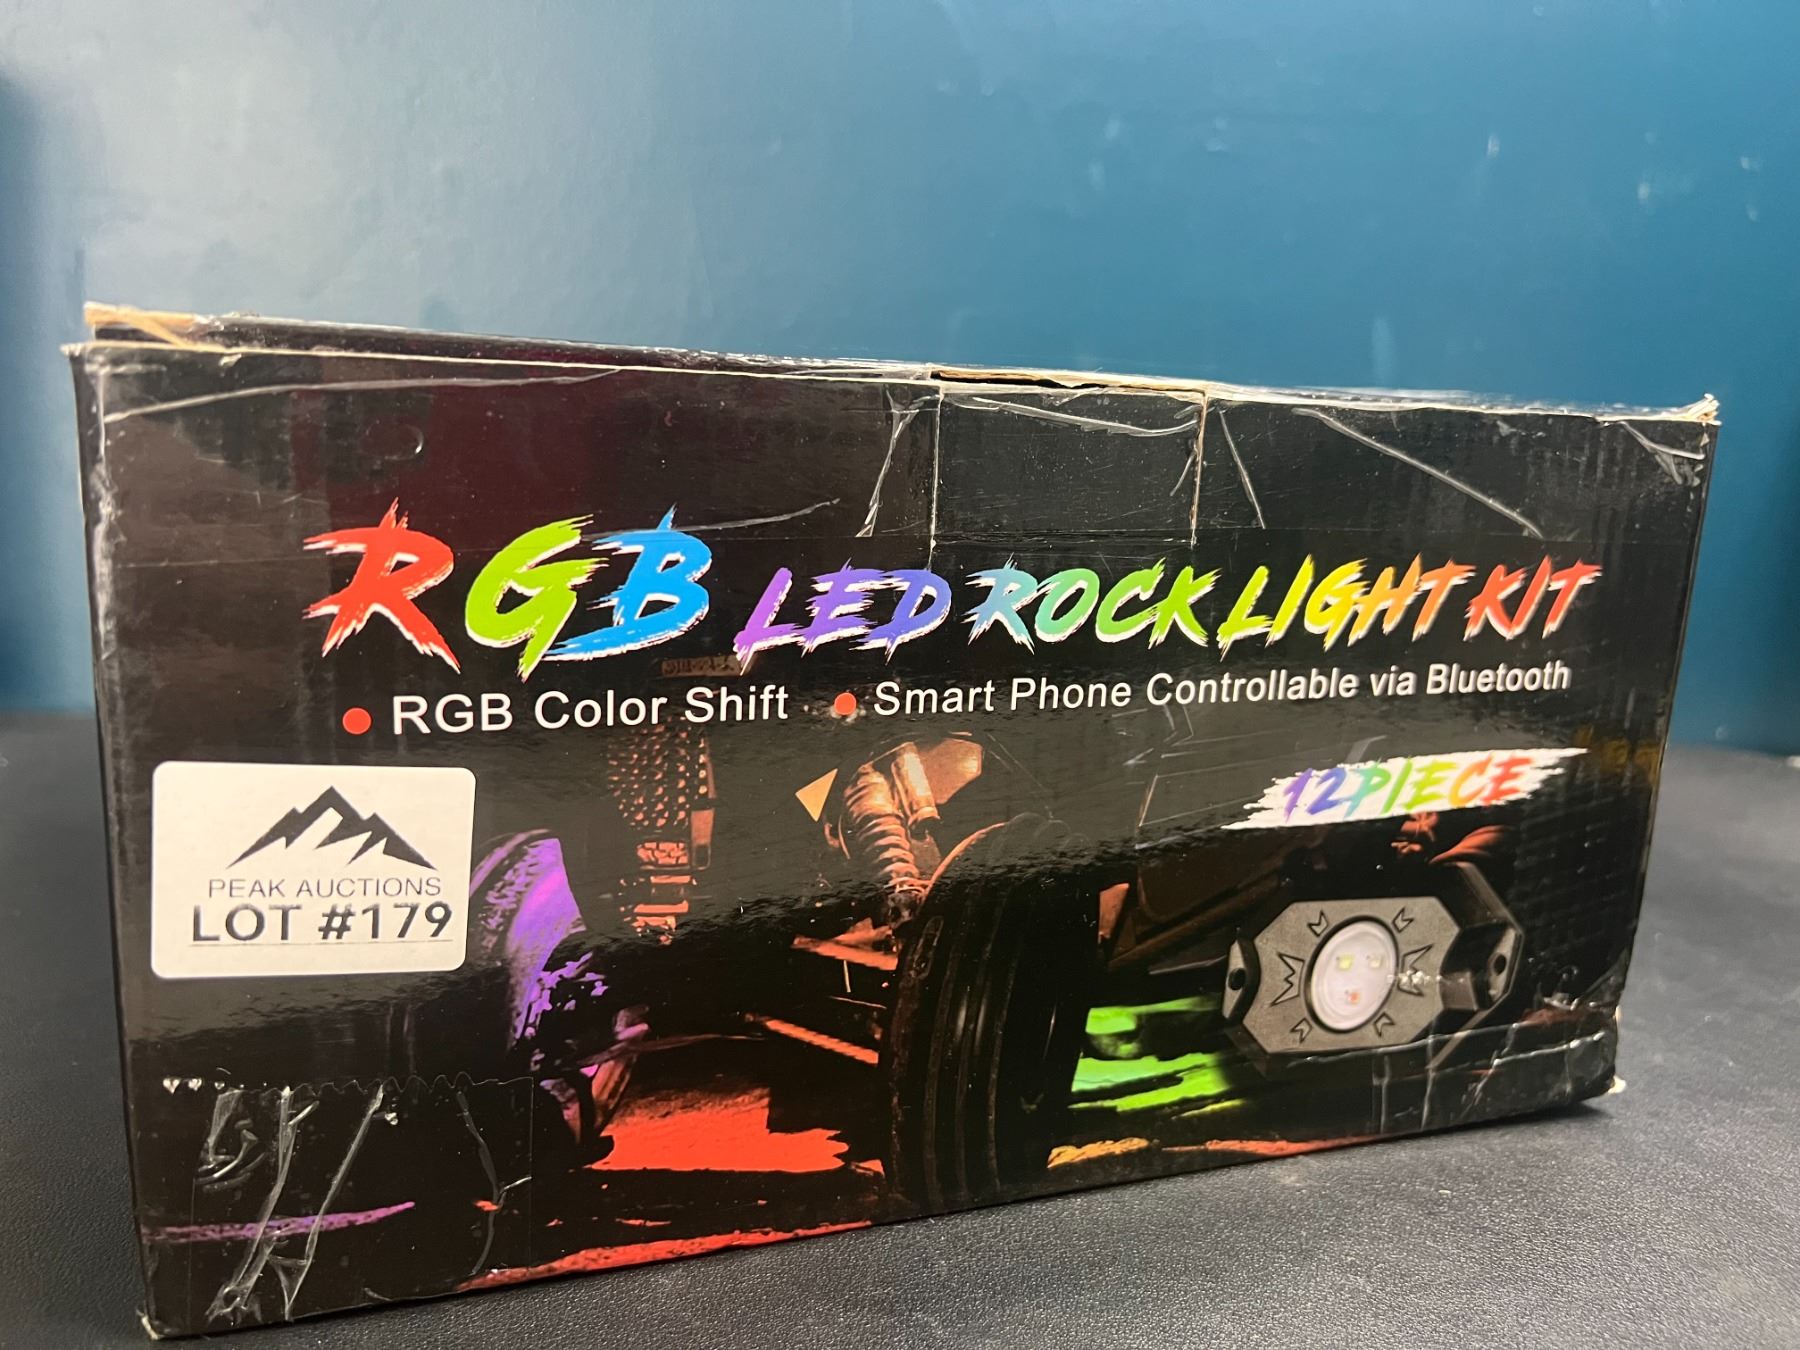 RGB LED ROCK LIGHT KIT
RGB Color Shift Smart Phone Controllable via Bluetooth
12PIECE
PEAK AUCTIONS
LOT #179